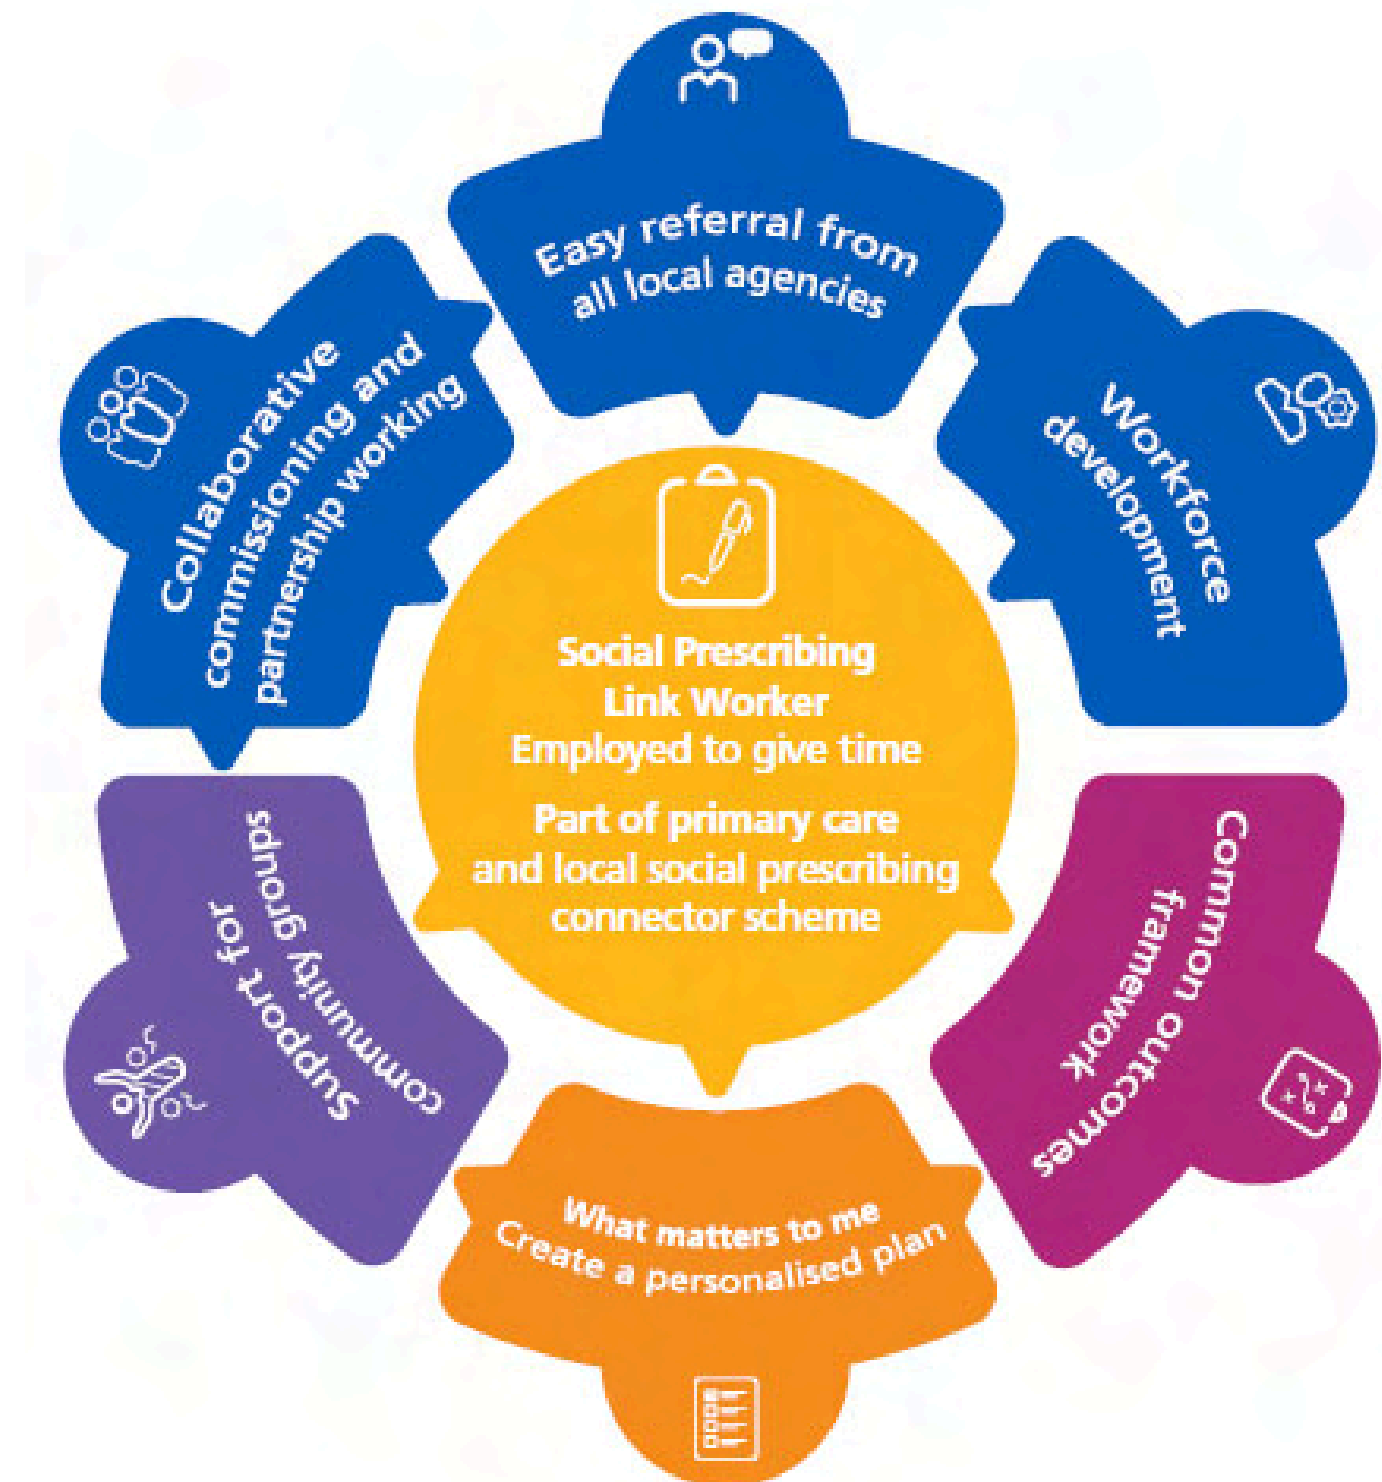 Easy referral from
all local agencies
Workforce
development
Common outcomes
framework
What matters to me
Create a personalised plan
Support for
community groups
Collaborative
commissioning and
partnership working
Social Prescribing
Link Worker
Employed to give time
Part of primary care
and local social prescribing
connector scheme